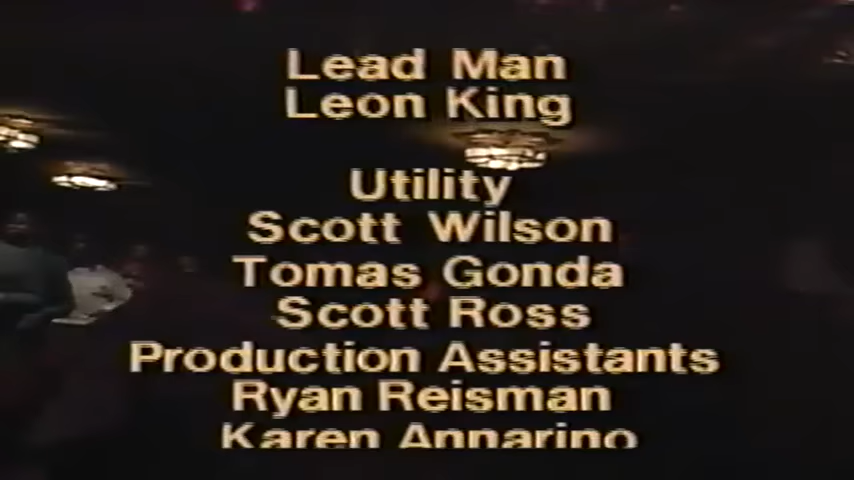 Lead Man
Leon King
Utility
Scott Wilson
Tomas Gonda
Scott Ross
Production Assistants
Ryan Reisman
Karen Annarino